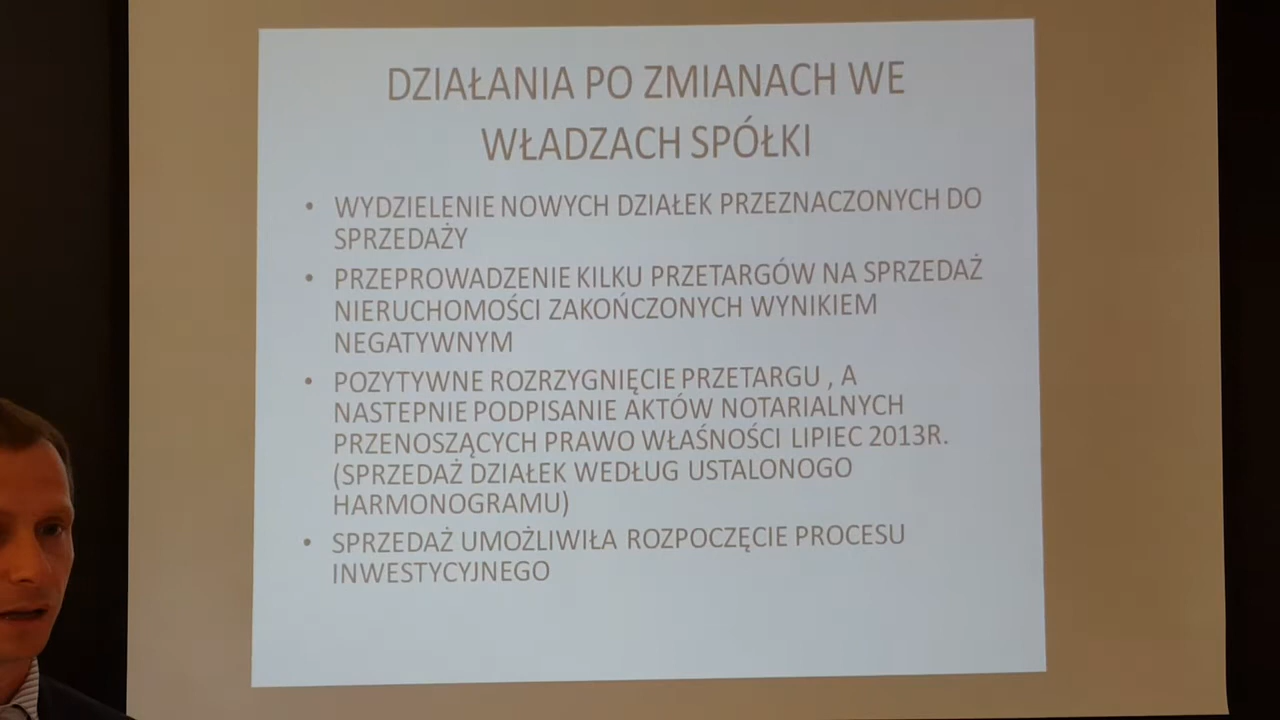 DZIAŁANIA PO ZMIANACH WE
WŁADZACH SPÓŁKI
• WYDZIELENIE NOWYCH DZIAŁEK PRZEZNACZONYCH DO
SPRZEDAŻY
• PRZEPROWADZENIE KILKU PRZETARGÓW NA SPRZEDAŻ
NIERUCHOMOŚCI ZAKOŃCZONYCH WYNIKIEM
NEGATYWNYM
• POZYTYWNE ROZRZYGNIĘCIE PRZETARGU , A
NASTEPNIE PODPISANIE AKTÓW NOTARIALNYCH
PRZENOSZĄCYCH PRAWO WŁAŚNOŚCI LIPIEC 2013R.
(SPRZEDAŻ DZIAŁEK WEDŁUG USTALONOGO
HARMONOGRAMU)
• SPRZEDAŻ UMOŻLIWIŁA ROZPOCZĘCIE PROCESU
INWESTYCYJNEGO